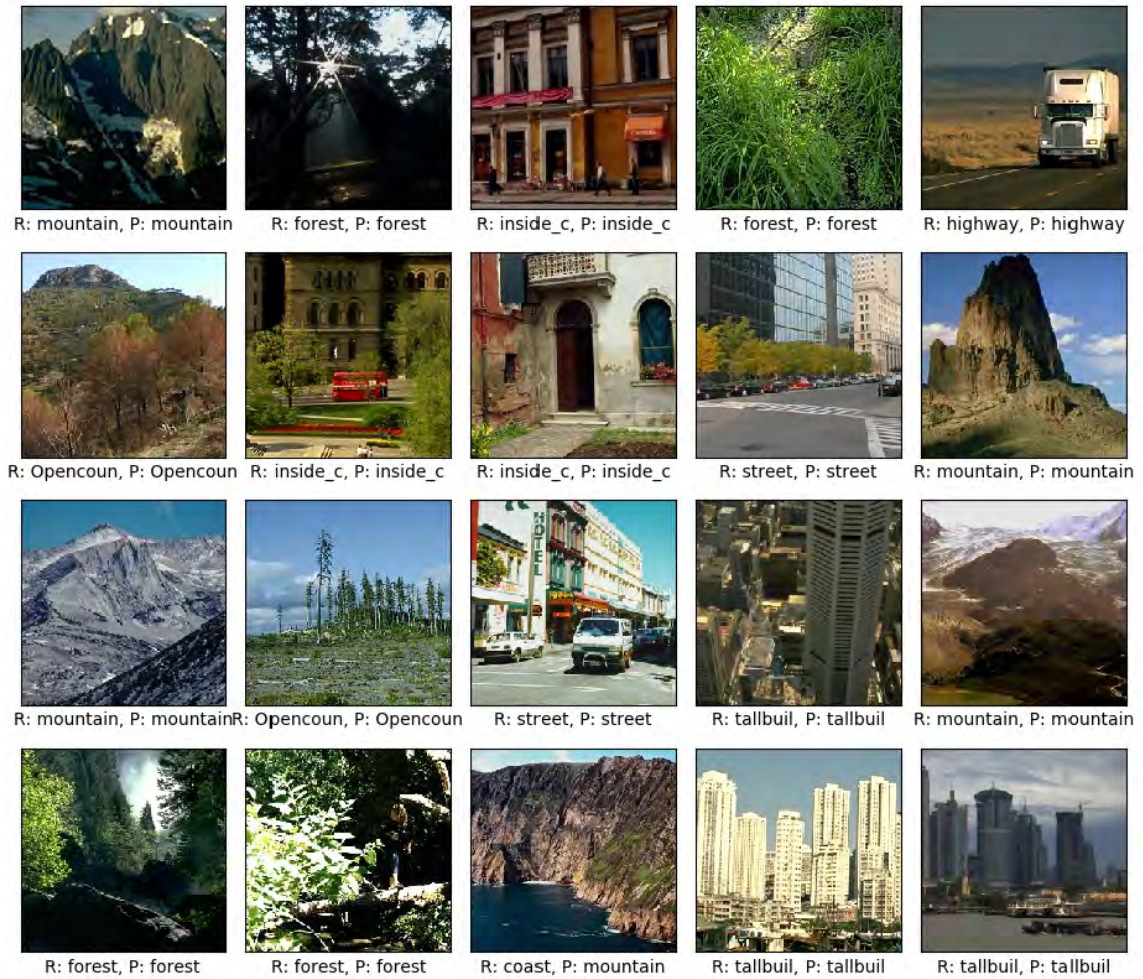 R: mountain, P: mountain
R: forest, P: forest
R: inside_c, P: inside_c
R: forest, P: forest
R: highway, P: highway
R: Opencoun, P: Opencoun
R: inside_c, P: inside_c
R: inside_c, P: inside_c
R: street, P: street
R: mountain, P: mountain
HOTEL
R: mountain, P: mountain
R: Opencoun, P: Opencoun
R: street, P: street
R: tallbuil, P: tallbuil
R: mountain, P: mountain
R: forest, P: forest
R: forest, P: forest
R: coast, P: mountain
R: tallbuil, P: tallbuil
R: tallbuil, P: tallbuil